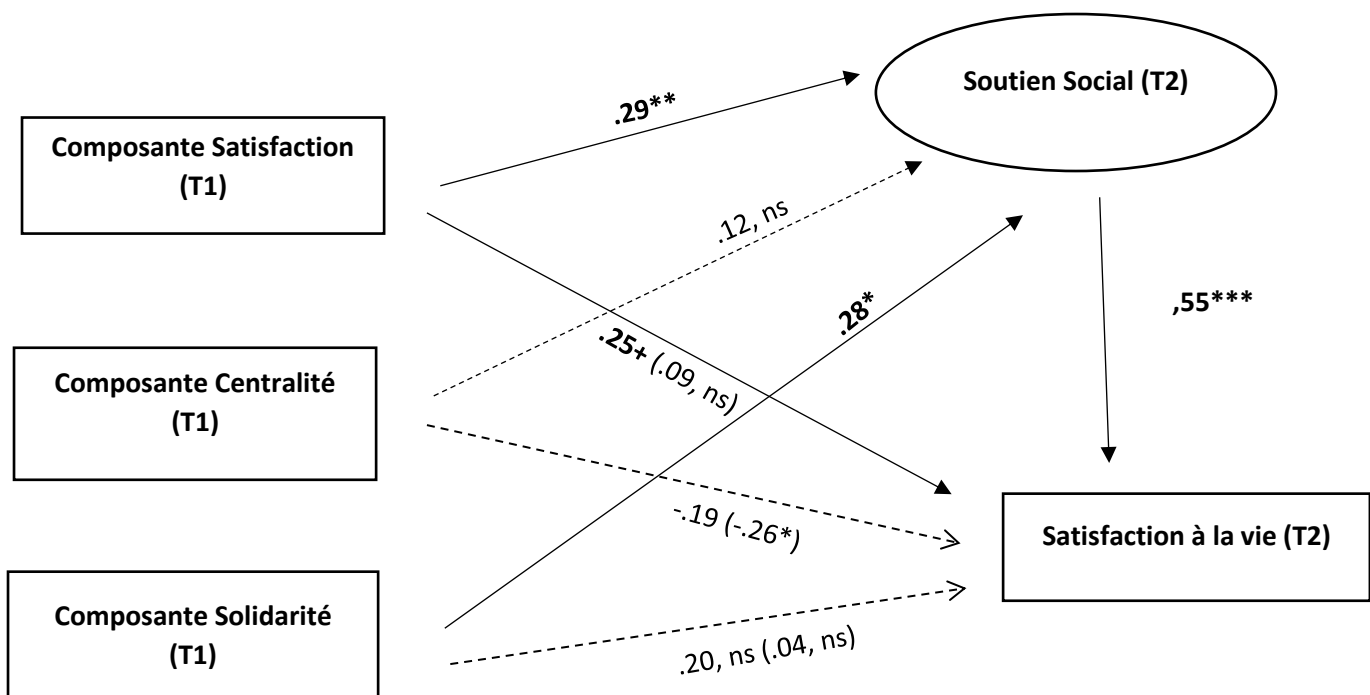 Soutien Social (T2)
.29**
Composante Satisfaction
(T1)
.12, ns
,55***
.28*
.25+ (.09, ns)
Composante Centralité
(T1)
-.19 (-.26*)
Satisfaction à la vie (T2)
Composante Solidarité
(T1)
.20, ns (.04, ns)